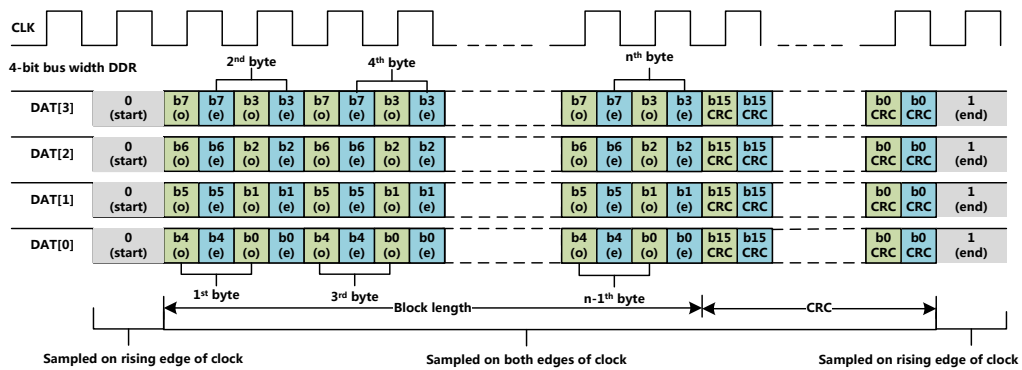 CLK
4-bit bus width DDR
2nd byte 4th byte nth byte
DAT[3] 0 (start) b7 (o) b7 (e) b3 (o) b3 (e) b7 (o) b7 (e) b3 (o) b3 (e) b7 (o) b7 (e) b3 (o) b3 (e) b15 CRC b15 CRC b0 CRC b0 CRC 1 (end)
DAT[2] 0 (start) b6 (o) b6 (e) b2 (o) b2 (e) b6 (o) b6 (e) b2 (o) b2 (e) b6 (o) b6 (e) b2 (o) b2 (e) b15 CRC b15 CRC b0 CRC b0 CRC 1 (end)
DAT[1] 0 (start) b5 (o) b5 (e) b1 (o) b1 (e) b5 (o) b5 (e) b1 (o) b1 (e) b5 (o) b5 (e) b1 (o) b1 (e) b15 CRC b15 CRC b0 CRC b0 CRC 1 (end)
DAT[0] 0 (start) b4 (o) b4 (e) b0 (o) b0 (e) b4 (o) b4 (e) b0 (o) b0 (e) b4 (o) b4 (e) b0 (o) b0 (e) b15 CRC b15 CRC b0 CRC b0 CRC 1 (end)
1st byte 3rd byte n-1th byte
Block length CRC
Sampled on rising edge of clock Sampled on both edges of clock Sampled on rising edge of clock